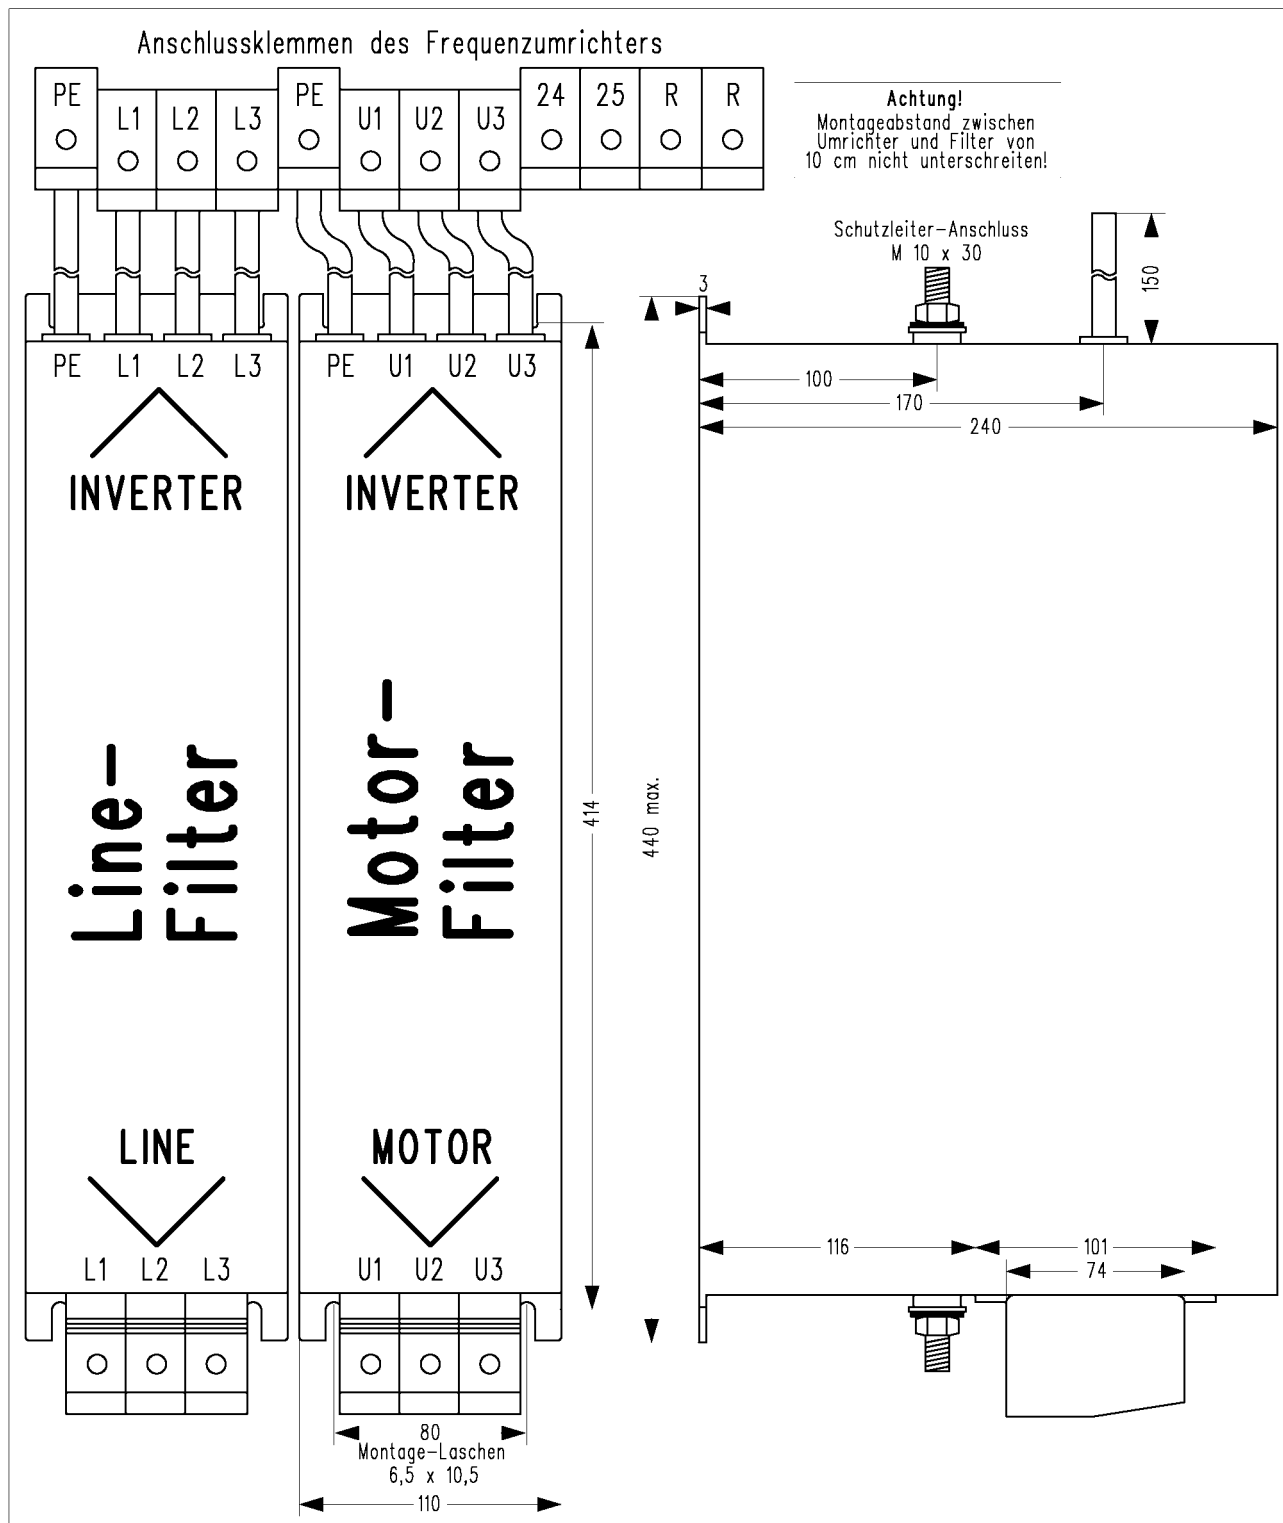 Anschlussklemmen des Frequenzumrichters
PE L1 L2 L3 PE U1 U2 U3 24 25 R R
Achtung!
Montageabstand zwischen
Umrichter und Filter von
10 cm nicht unterschreiten!
Schutzleiter-Anschluss
M 10 x 30
150
3
PE L1 L2 L3
PE U1 U2 U3
100
170
240
INVERTER
INVERTER
Line-
Filter
Motor-
Filter
414
440 max.
LINE
MOTOR
L1 L2 L3
U1 U2 U3
116
101
74
80
Montage-Laschen
6,5 x 10,5
110